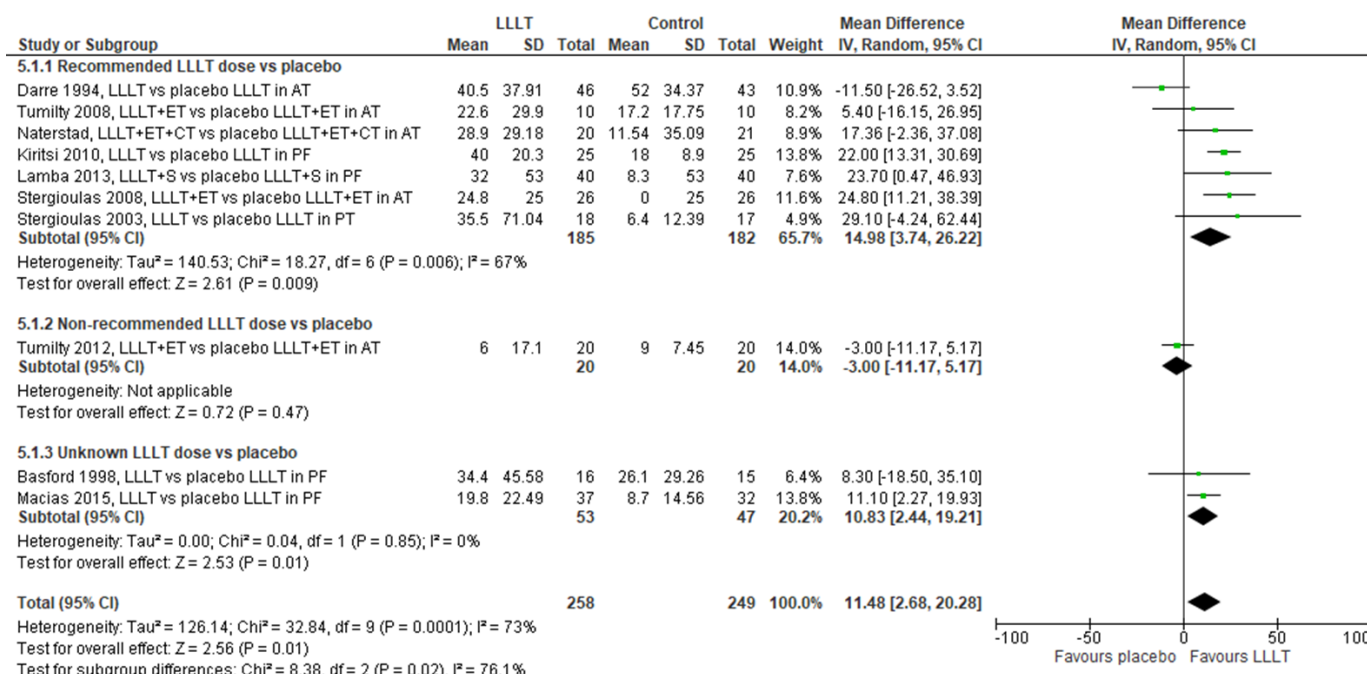 LLLT Control Mean Difference Mean Difference
Study or Subgroup Mean SD Total Mean SD Total Weight IV, Random, 95% CI IV, Random, 95% CI
5.1.1 Recommended LLLT dose vs placebo
Darre 1994, LLLT vs placebo LLLT in AT 40.5 37.91 46 52 34.37 43 10.9% -11.50 [-26.52, 3.52]
Tumilty 2008, LLLT+ET vs placebo LLLT+ET in AT 22.6 29.9 10 17.2 17.75 10 8.2% 5.40 [-16.15, 26.95]
Naterstad, LLLT+ET+CT vs placebo LLLT+ET+CT in AT 28.9 29.18 20 11.54 35.09 21 8.9% 17.36 [-2.36, 37.08]
Kiritsi 2010, LLLT vs placebo LLLT in PF 40 20.3 25 18 8.9 25 13.8% 22.00 [13.31, 30.69]
Lamba 2013, LLLT+S vs placebo LLLT+S in PF 32 53 40 8.3 53 40 7.6% 23.70 [0.47, 46.93]
Stergioulas 2008, LLLT+ET vs placebo LLLT+ET in AT 24.8 25 26 0 25 26 11.6% 24.80 [11.21, 38.39]
Stergioulas 2003, LLLT vs placebo LLLT in PT 35.5 71.04 18 6.4 12.39 17 4.9% 29.10 [-4.24, 62.44]
Subtotal (95% CI) 185 182 65.7% 14.98 [3.74, 26.22]
Heterogeneity: Tau² = 140.53; Chi² = 18.27, df = 6 (P = 0.006); I² = 67%
Test for overall effect: Z = 2.61 (P = 0.009)
5.1.2 Non-recommended LLLT dose vs placebo
Tumilty 2012, LLLT+ET vs placebo LLLT+ET in AT 6 17.1 20 9 7.45 20 14.0% -3.00 [-11.17, 5.17]
Subtotal (95% CI) 20 20 14.0% -3.00 [-11.17, 5.17]
Heterogeneity: Not applicable
Test for overall effect: Z = 0.72 (P = 0.47)
5.1.3 Unknown LLLT dose vs placebo
Basford 1998, LLLT vs placebo LLLT in PF 34.4 45.58 16 26.1 29.26 15 6.4% 8.30 [-18.50, 35.10]
Macias 2015, LLLT vs placebo LLLT in PF 19.8 22.49 37 8.7 14.56 32 13.8% 11.10 [2.27, 19.93]
Subtotal (95% CI) 53 47 20.2% 10.83 [2.44, 19.21]
Heterogeneity: Tau² = 0.00; Chi² = 0.04, df = 1 (P = 0.85); I² = 0%
Test for overall effect: Z = 2.53 (P = 0.01)
Total (95% CI) 258 249 100.0% 11.48 [2.68, 20.28]
Heterogeneity: Tau² = 126.14; Chi² = 32.84, df = 9 (P = 0.0001); I² = 73%
Test for overall effect: Z = 2.56 (P = 0.01)
Test for subgroup differences: Chi² = 8.38, df = 2 (P = 0.02), I² = 76.1%
-100 -50 0 50 100
Favours placebo Favours LLLT